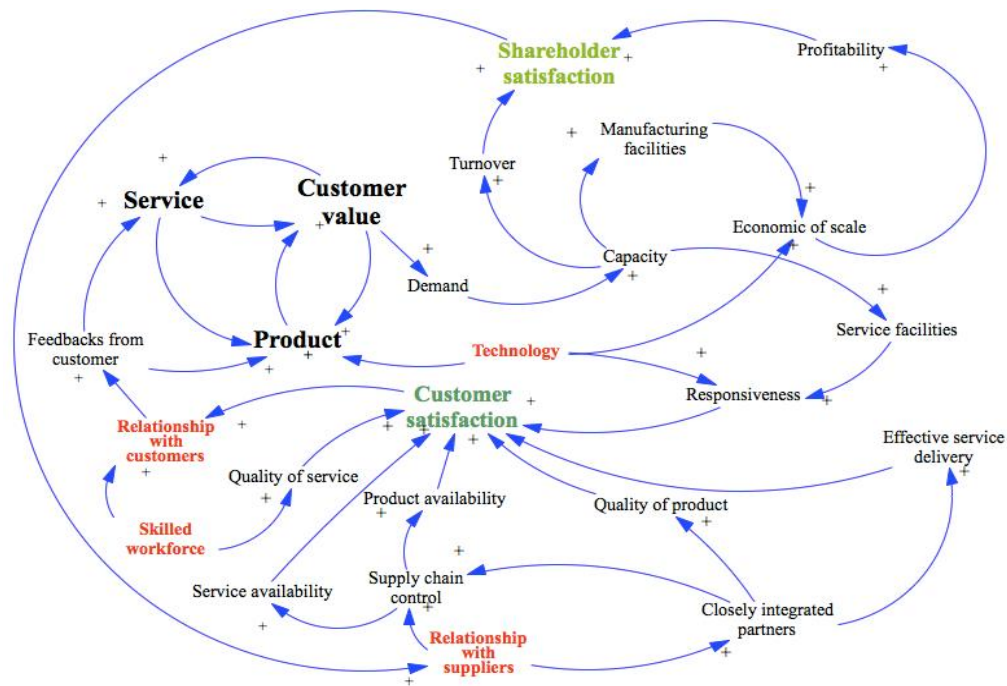 Shareholder
satisfaction
Profitability
Manufacturing
facilities
Turnover
Service
Customer
value
Economic of scale
Capacity
Demand
Feedbacks from
customer
Product
Technology
Service facilities
Customer
satisfaction
Responsiveness
Relationship
with
customers
Effective service
delivery
Quality of service
Product availability
Quality of product
Skilled
workforce
Service availability
Supply chain
control
Closely integrated
partners
Relationship
with
suppliers